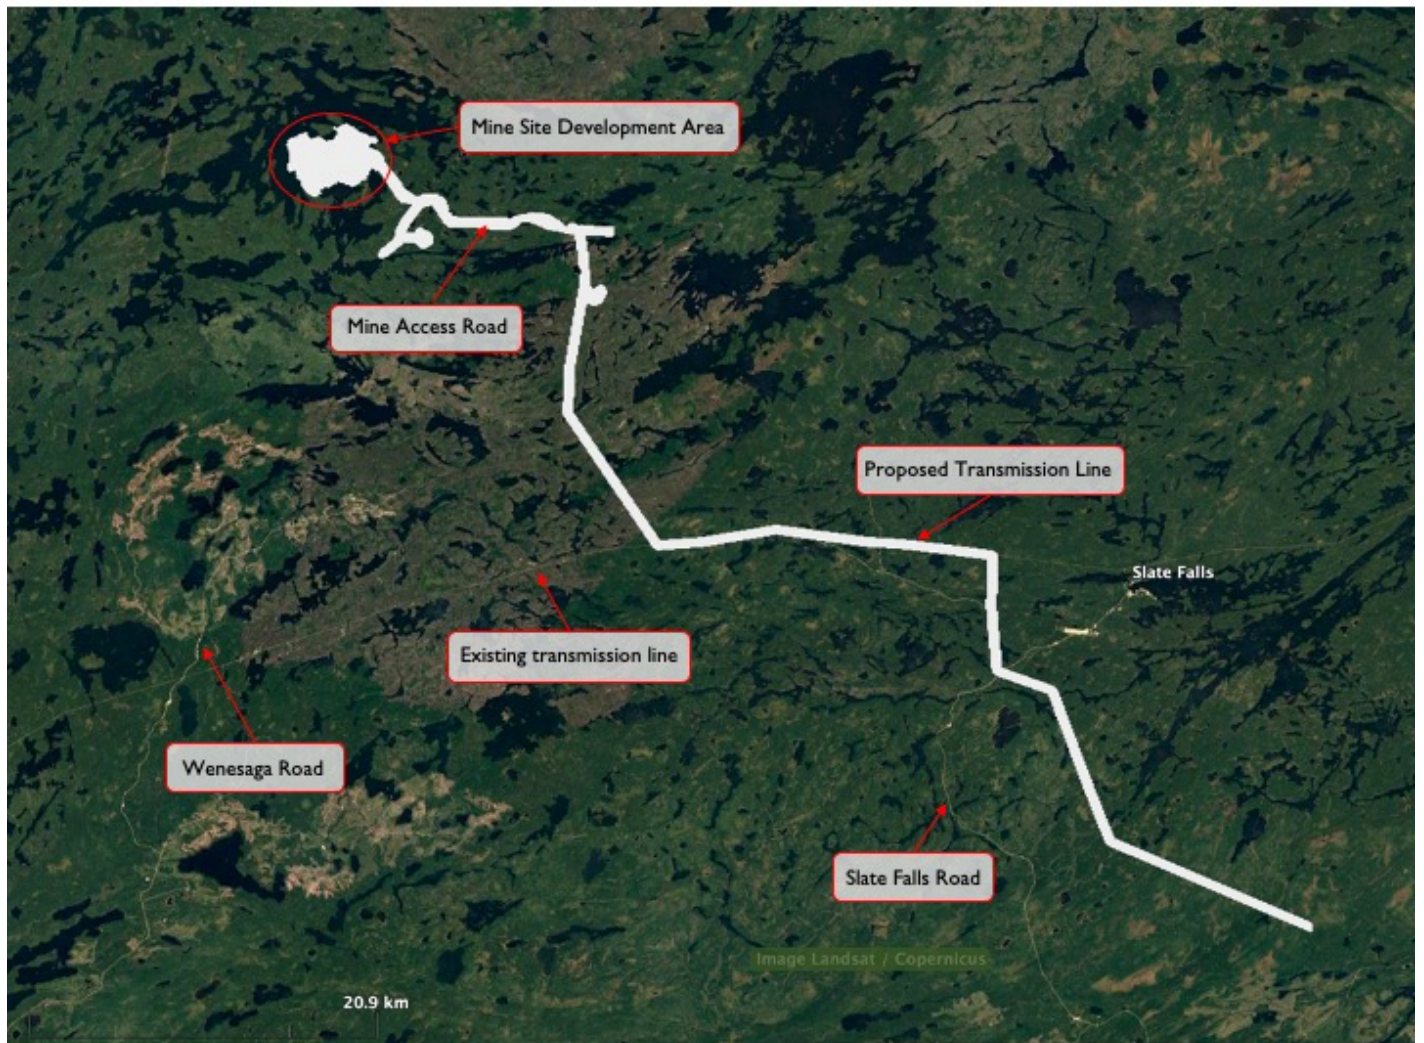 Mine Site Development Area
Mine Access Road
Proposed Transmission Line
Slate Falls
Existing transmission line
Wenesaga Road
Slate Falls Road
Image Landsat / Copernicus
20.9 km